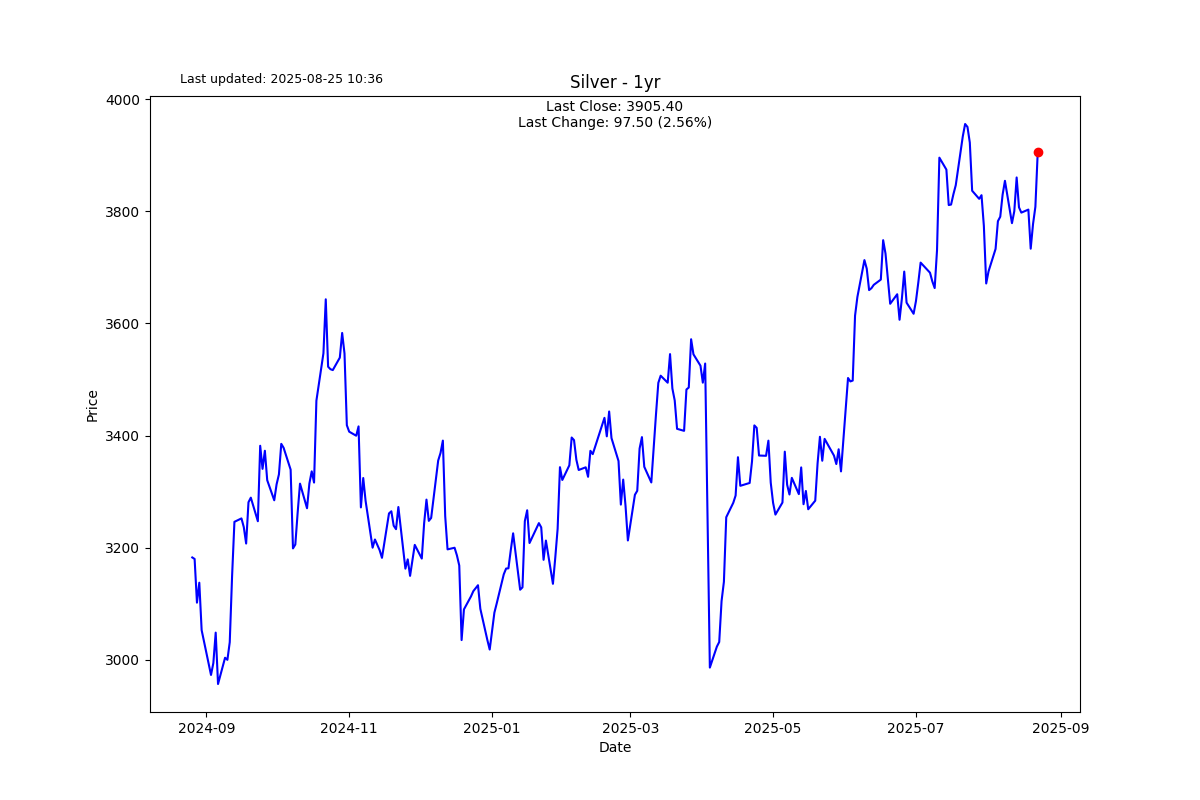 Last updated: 2025-08-25 10:36
Silver - 1yr
Last Close: 3905.40
Last Change: 97.50 (2.56%)
4000
3800
3600
3400
3200
3000
Price
2024-09
2024-11
2025-01
2025-03
2025-05
2025-07
2025-09
Date